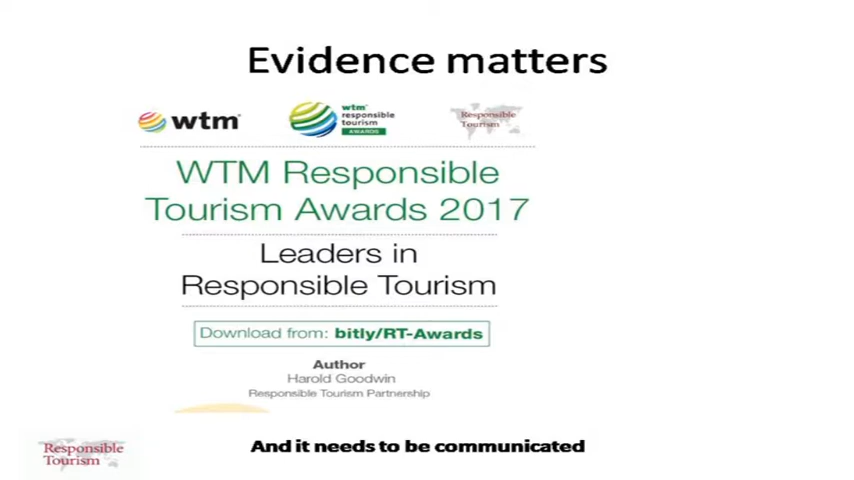 Evidence matters
wtm
wtm responsible tourism AWARDS
Responsible Tourism
WTM Responsible
Tourism Awards 2017
Leaders in
Responsible Tourism
Download from: bitly/RT-Awards
Author
Harold Goodwin
Responsible Tourism Partnership
Responsible
Tourism
And it needs to be communicated